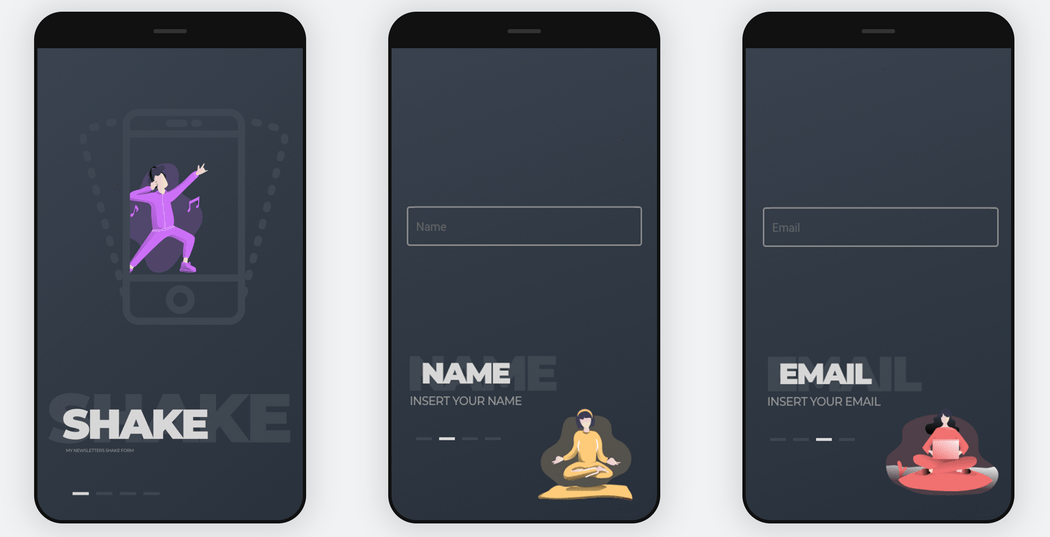 SHAKE
SHAKE
MY NEWSLETTERS SHAKE FORM
Name
NAME
NAME
INSERT YOUR NAME
Email
EMAIL
EMAIL
INSERT YOUR EMAIL